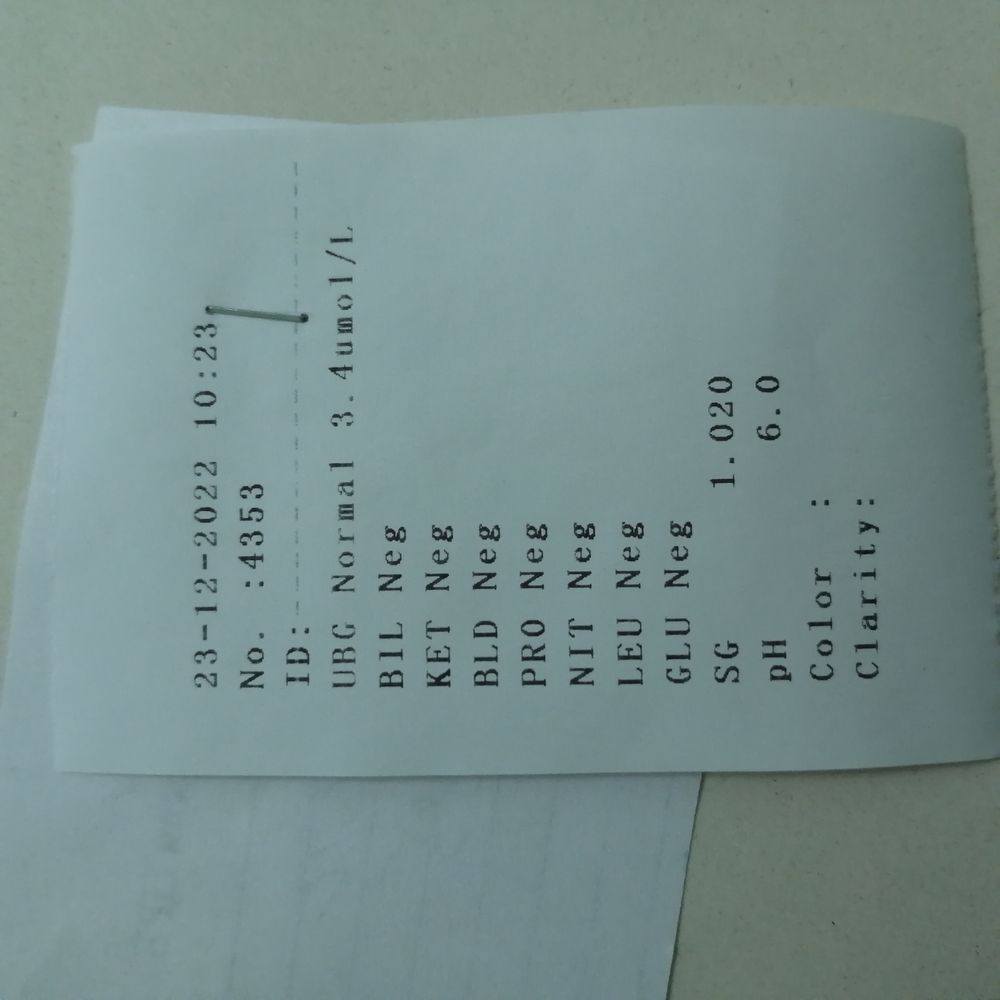 23-12-2022 10:23
No. :4353
ID:
UBG Normal 3.4umol/L
BIL Neg
KET Neg
BLD Neg
PRO Neg
NIT Neg
LEU Neg
GLU Neg
SG 1.020
pH 6.0
Color :
Clarity: